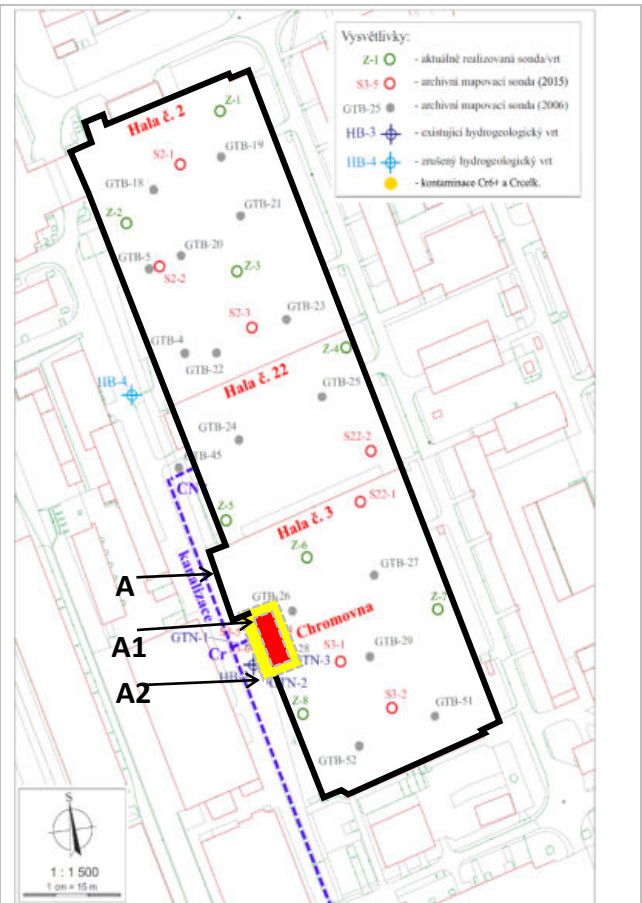 Vysvětlivky:
Z-1 - aktuálně realizovaná sonda/vrt
S3-5 - archivní mapovací sonda (2015)
GTB-25 - archivní mapovací sonda (2006)
HB-3 - existující hydrogeologický vrt
HB-4 - zrušený hydrogeologický vrt
- kontaminace Cr6+ a Crcelk.
Z-1
Hala č. 2
GTB-19
S2-1
GTB-18
GTB-21
Z-2
GTB-20
GTB-5
S2-2
Z-3
S2-3
GTB-23
GTB-4
GTB-22
Z-4
HB-4
Hala č. 22
GTB-25
GTB-24
S22-2
TB-45
CN
S22-1
Z-5
Hala č. 3
kanalizace
Z-6
GTB-27
A
GTB-26
Z-7
Chromovna
A1
GTN-1
Cr
S3-1
GTB-29
GTN-3
HB
A2
GTN-2
Z-8
S3-2
GTB-51
GTB-52
S
1 : 1 500
1 cm = 15 m